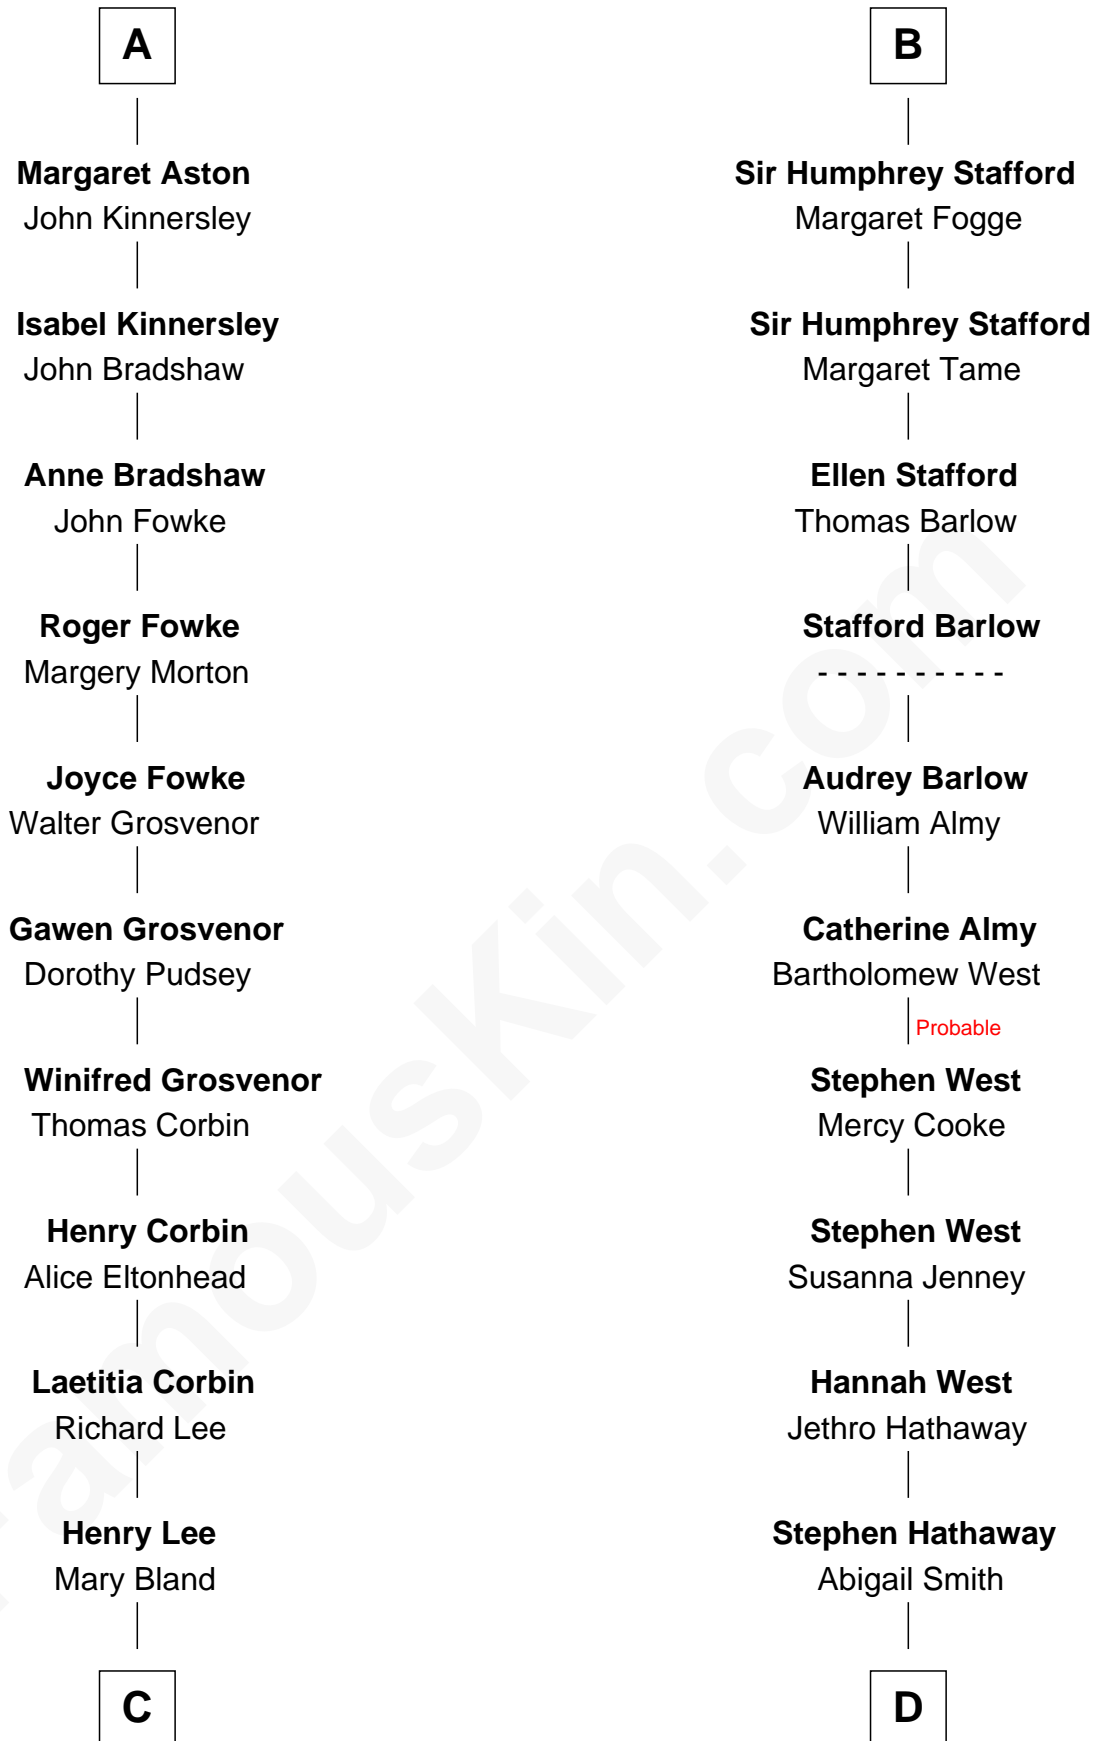 A
Margaret Aston
John Kinnersley
Isabel Kinnersley
John Bradshaw
Anne Bradshaw
John Fowke
Roger Fowke
Margery Morton
Joyce Fowke
Walter Grosvenor
Gawen Grosvenor
Dorothy Pudsey
Winifred Grosvenor
Thomas Corbin
Henry Corbin
Alice Eltonhead
Laetitia Corbin
Richard Lee
Henry Lee
Mary Bland
C
B
Sir Humphrey Stafford
Margaret Fogge
Sir Humphrey Stafford
Margaret Tame
Ellen Stafford
Thomas Barlow
Stafford Barlow
- - - - - - - - - -
Audrey Barlow
William Almy
Catherine Almy
Bartholomew West
Probable
Stephen West
Mercy Cooke
Stephen West
Susanna Jenney
Hannah West
Jethro Hathaway
Stephen Hathaway
Abigail Smith
D
FamousKin.com